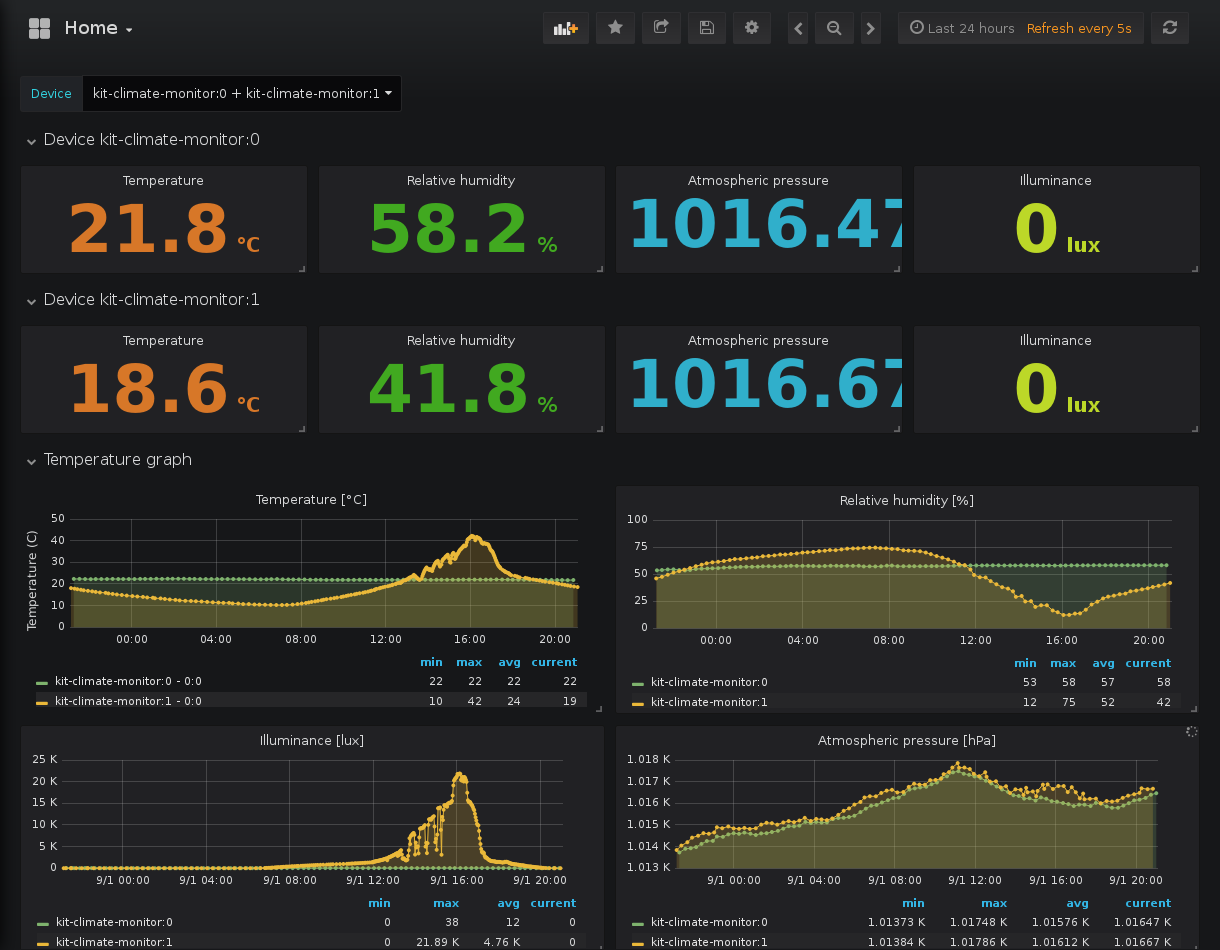 Home
Last 24 hours Refresh every 5s
Device kit-climate-monitor:0 + kit-climate-monitor:1
Device kit-climate-monitor:0
Temperature Relative humidity Atmospheric pressure Illuminance
21.8 °C 58.2 % 1016.47 0 lux
Device kit-climate-monitor:1
Temperature Relative humidity Atmospheric pressure Illuminance
18.6 °C 41.8 % 1016.67 0 lux
Temperature graph
Temperature [°C]
Temperature (C)
50
40
30
20
10
0
00:00 04:00 08:00 12:00 16:00 20:00
min max avg current
kit-climate-monitor:0 - 0:0 22 22 22 22
kit-climate-monitor:1 - 0:0 10 42 24 19
Relative humidity [%]
100
75
50
25
0
00:00 04:00 08:00 12:00 16:00 20:00
min max avg current
kit-climate-monitor:0 53 58 57 58
kit-climate-monitor:1 12 75 52 42
Illuminance [lux]
25 K
20 K
15 K
10 K
5 K
0
9/1 00:00 9/1 04:00 9/1 08:00 9/1 12:00 9/1 16:00 9/1 20:00
min max avg current
kit-climate-monitor:0 0 38 12 0
kit-climate-monitor:1 0 21.89 K 4.76 K 0
Atmospheric pressure [hPa]
1.018 K
1.017 K
1.016 K
1.015 K
1.014 K
1.013 K
9/1 00:00 9/1 04:00 9/1 08:00 9/1 12:00 9/1 16:00 9/1 20:00
min max avg current
kit-climate-monitor:0 1.01373 K 1.01748 K 1.01576 K 1.01647 K
kit-climate-monitor:1 1.01384 K 1.01786 K 1.01612 K 1.01667 K